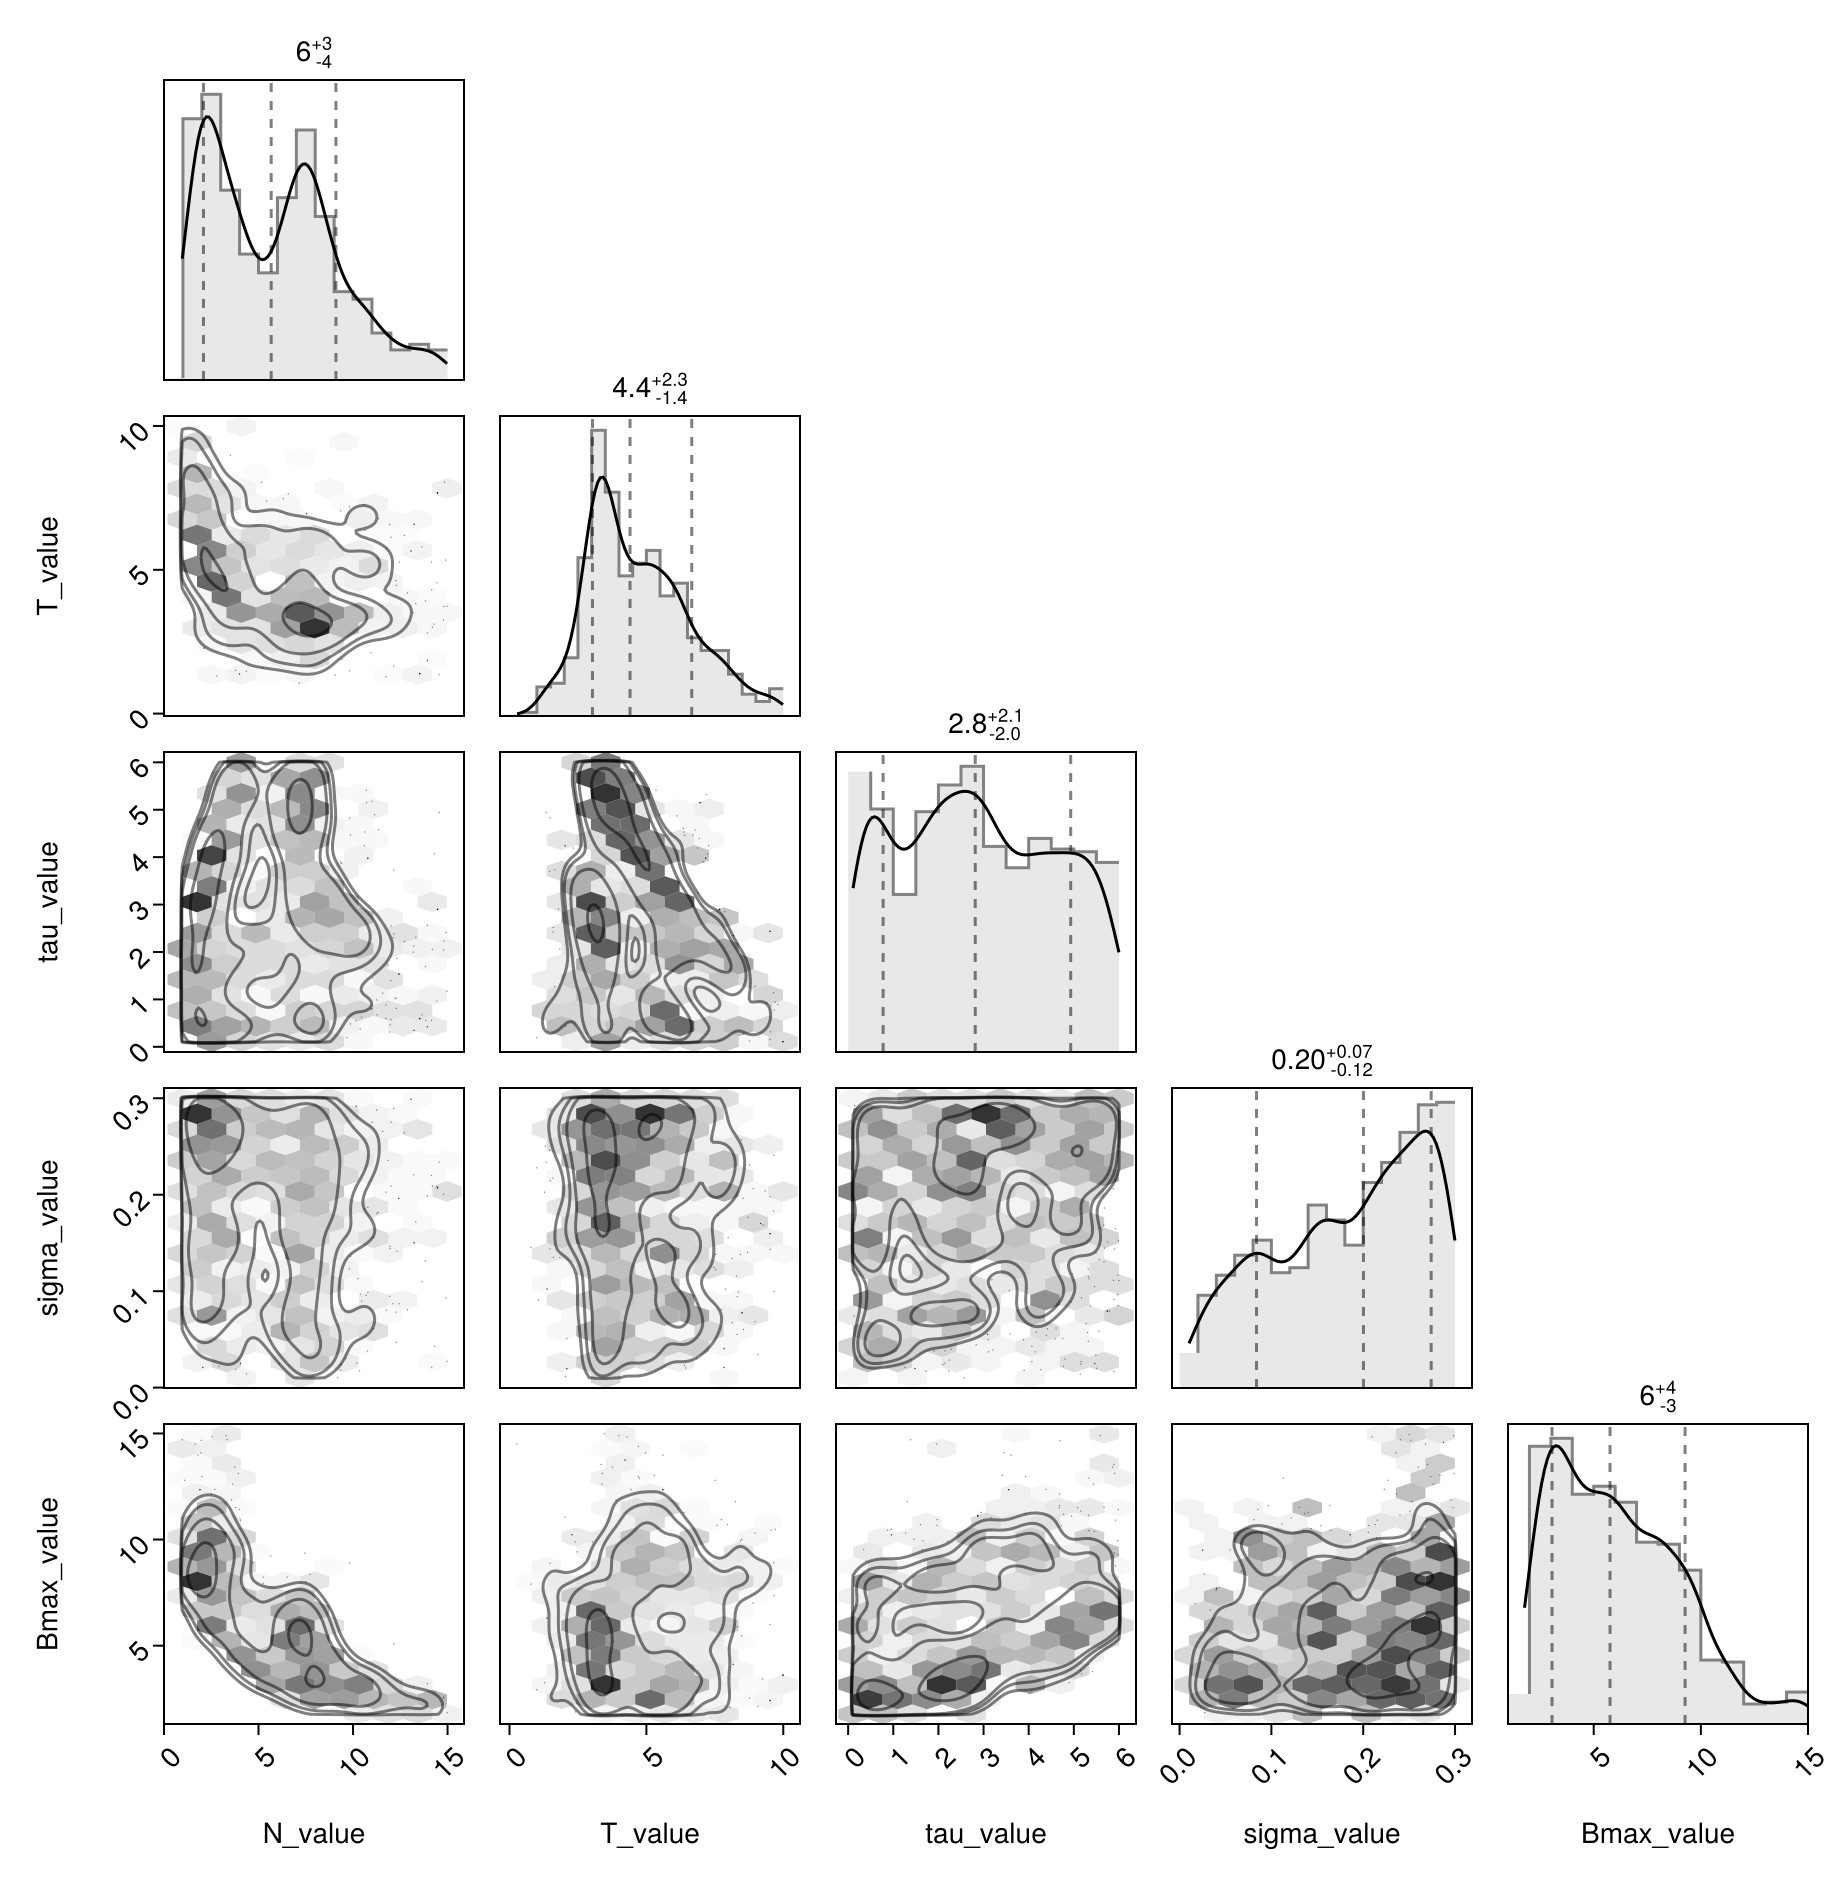 6+3-4
10
5
0
T_value
4.4+2.3-1.4
6
5
4
3
2
1
0
tau_value
2.8+2.1-2.0
0.3
0.2
0.1
0.0
sigma_value
0.20+0.07-0.12
15
10
5
Bmax_value
6+4-3
0 5 10 15
0 5 10
0 1 2 3 4 5 6
0.0 0.1 0.2 0.3
5 10 15
N_value T_value tau_value sigma_value Bmax_value